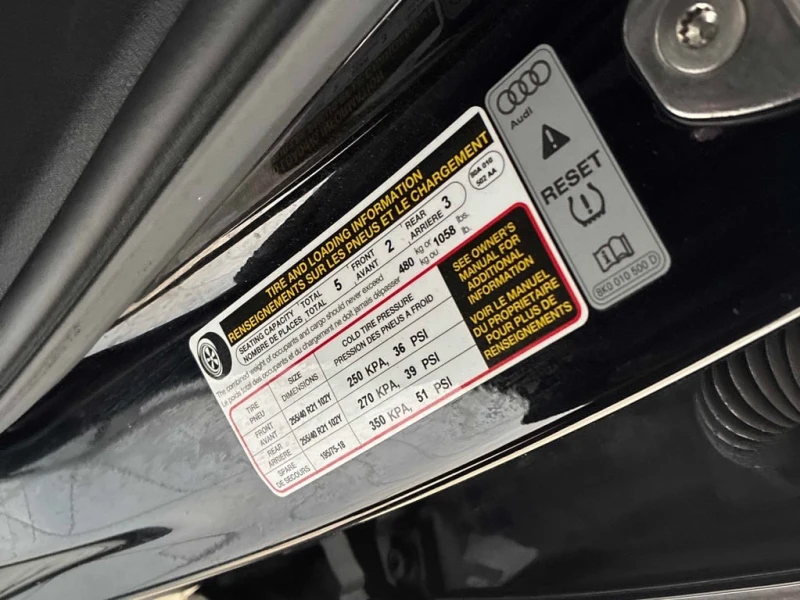 TIRE AND LOADING INFORMATION
RENSEIGNEMENTS SUR LES PNEUS ET LE CHARGEMENT
80A 010
502 AA
SEATING CAPACITY TOTAL 5 FRONT 2 REAR 3
NOMBRE DE PLACES TOTAL AVANT ARRIÈRE
The combined weight of occupants and cargo should never exceed 480 kg or 1058 lbs.
Le poids total des occupants et du chargement ne doit jamais dépasser kg ou lb.
TIRE SIZE COLD TIRE PRESSURE
PNEU DIMENSIONS PRESSION DES PNEUS A FROID
FRONT
AVANT 255/40 R21 102Y 250 KPA, 36 PSI
REAR
ARRIERE 255/40 R21 102Y 270 KPA, 39 PSI
SPARE
DE SECOURS 195/75-18 350 KPA, 51 PSI
SEE OWNER'S
MANUAL FOR
ADDITIONAL
INFORMATION
VOIR LE MANUEL
DU PROPRIETAIRE
POUR PLUS DE
RENSEIGNEMENTS
Audi
RESET
8K0 010 500 D